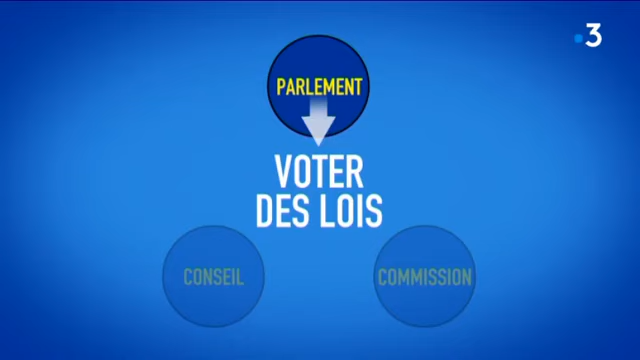 3
PARLEMENT
VOTER
DES LOIS
CONSEIL
COMMISSION